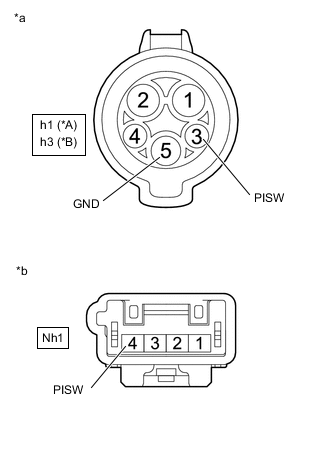 *a
2 1
h1 (*A)
h3 (*B)
4 3
5
GND
PISW
*b
Nh1
4 3 2 1
PISW